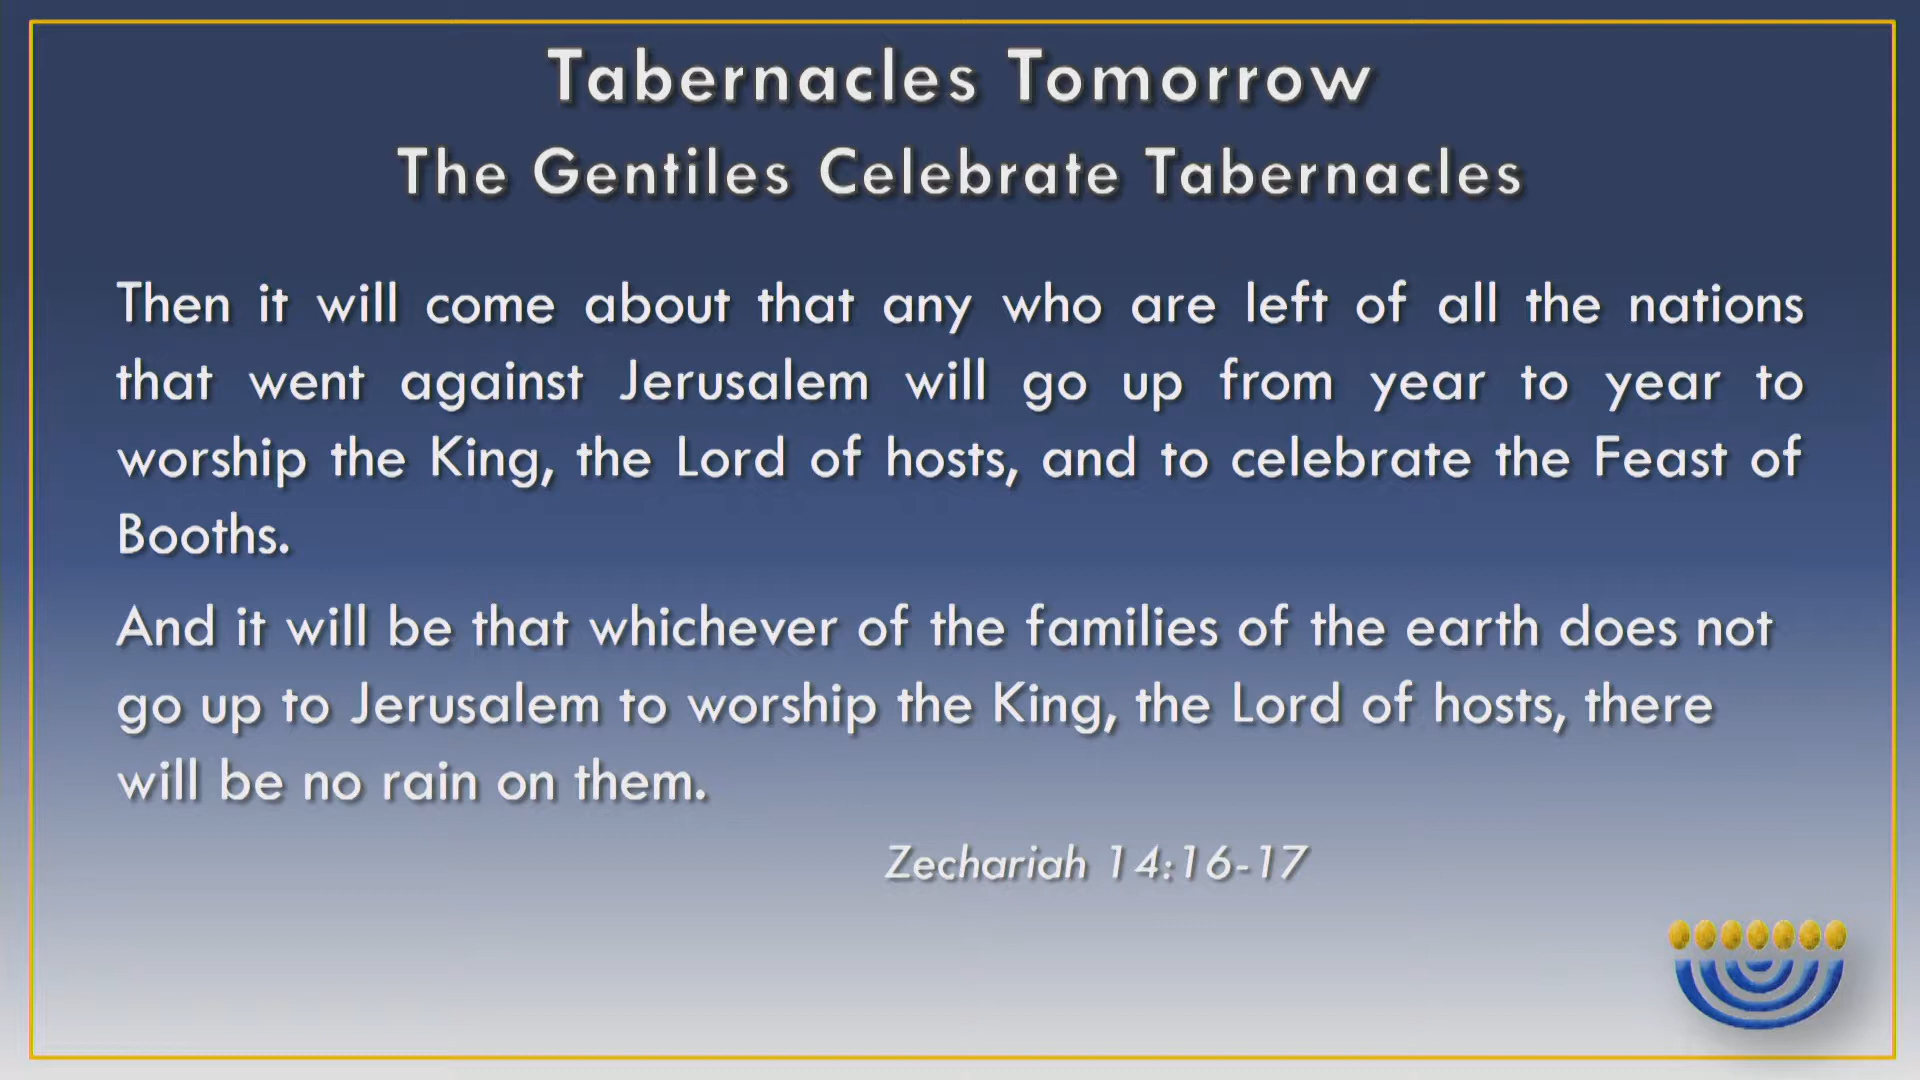 Tabernacles Tomorrow
The Gentiles Celebrate Tabernacles
Then it will come about that any who are left of all the nations
that went against Jerusalem will go up from year to year to
worship the King, the Lord of hosts, and to celebrate the Feast of
Booths.
And it will be that whichever of the families of the earth does not
go up to Jerusalem to worship the King, the Lord of hosts, there
will be no rain on them.
Zechariah 14:16-17